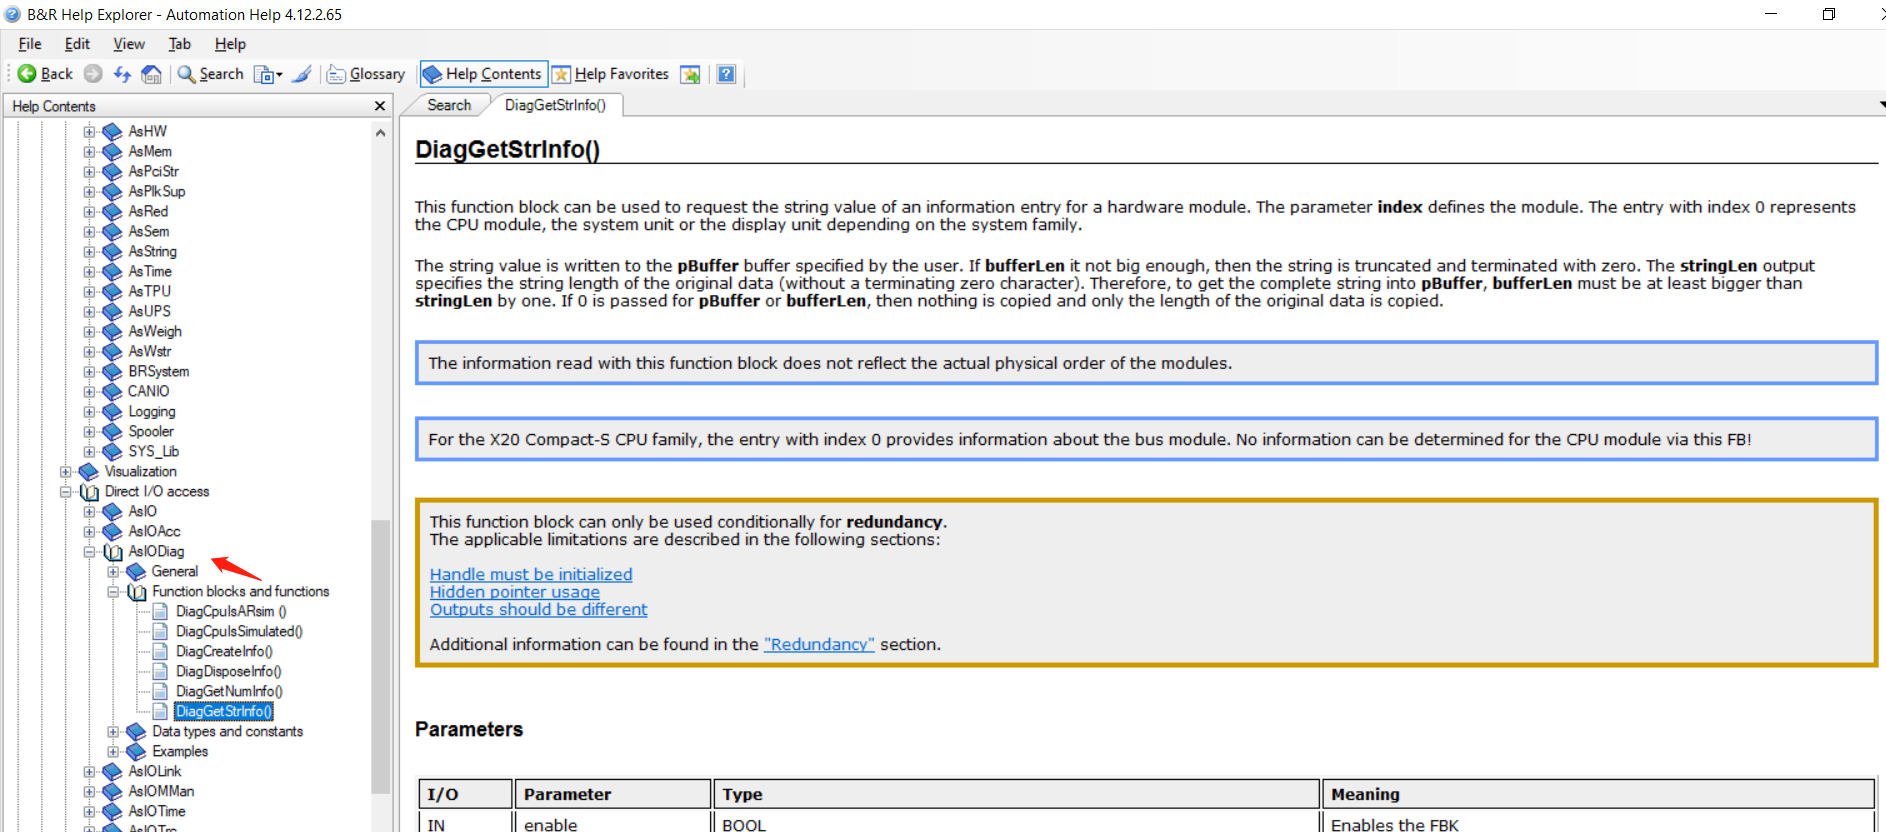 B&R Help Explorer - Automation Help 4.12.2.65
File Edit View Tab Help
Back Search Glossary Help Contents Help Favorites
Help Contents
AsHW
AsMem
AsPciStr
AsPlkSup
AsRed
AsSem
AsString
AsTime
AsTPU
AsUPS
AsWeigh
AsWstr
BRSystem
CANIO
Logging
Spooler
SYS_Lib
Visualization
Direct I/O access
AsIO
AsIOAcc
AsIODiag
General
Function blocks and functions
DiagCpuIsARsim ()
DiagCpuIsSimulated()
DiagCreateInfo()
DiagDisposeInfo()
DiagGetNumInfo()
DiagGetStrInfo()
Data types and constants
Examples
AsIOLink
AsIOMMan
AsIOTime
AsIOTrc
Search DiagGetStrInfo()
DiagGetStrInfo()
This function block can be used to request the string value of an information entry for a hardware module. The parameter index defines the module. The entry with index 0 represents
the CPU module, the system unit or the display unit depending on the system family.
The string value is written to the pBuffer buffer specified by the user. If bufferLen it not big enough, then the string is truncated and terminated with zero. The stringLen output
specifies the string length of the original data (without a terminating zero character). Therefore, to get the complete string into pBuffer, bufferLen must be at least bigger than
stringLen by one. If 0 is passed for pBuffer or bufferLen, then nothing is copied and only the length of the original data is copied.
The information read with this function block does not reflect the actual physical order of the modules.
For the X20 Compact-S CPU family, the entry with index 0 provides information about the bus module. No information can be determined for the CPU module via this FB!
This function block can only be used conditionally for redundancy.
The applicable limitations are described in the following sections:
Handle must be initialized
Hidden pointer usage
Outputs should be different
Additional information can be found in the "Redundancy" section.
Parameters
I/O Parameter Type Meaning
IN enable BOOL Enables the FBK